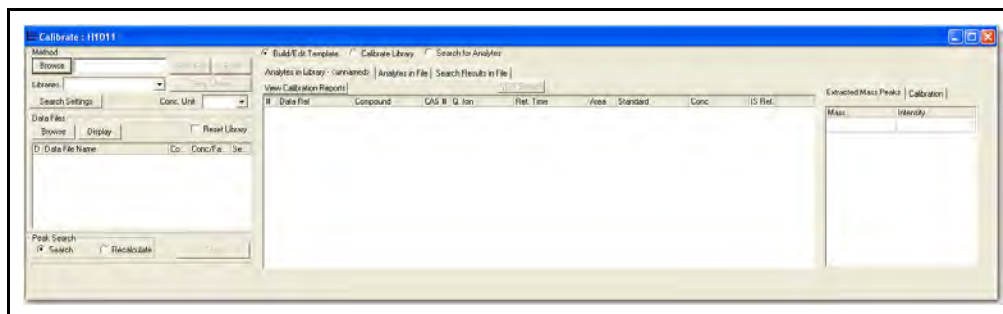 Calibrate : H1011
Method
Browse
Libraries
Search Settings
Conc. Unit
Data Files
Browse
Display
Reset Library
D Data File Name Co... Conc/Fa... Se...
Peak Search
Search
Recalculate
Build/Edit Template
Calibrate Library
Search for Analytes
Analytes in Library - (unnamed)
Analytes in File
Search Results in File
View Calibration Reports
# Data Ref Compound CAS # Q. Ion Ret. Time Area Standard Conc IS Rel.
Extracted Mass Peaks
Calibration
Mass Intensity